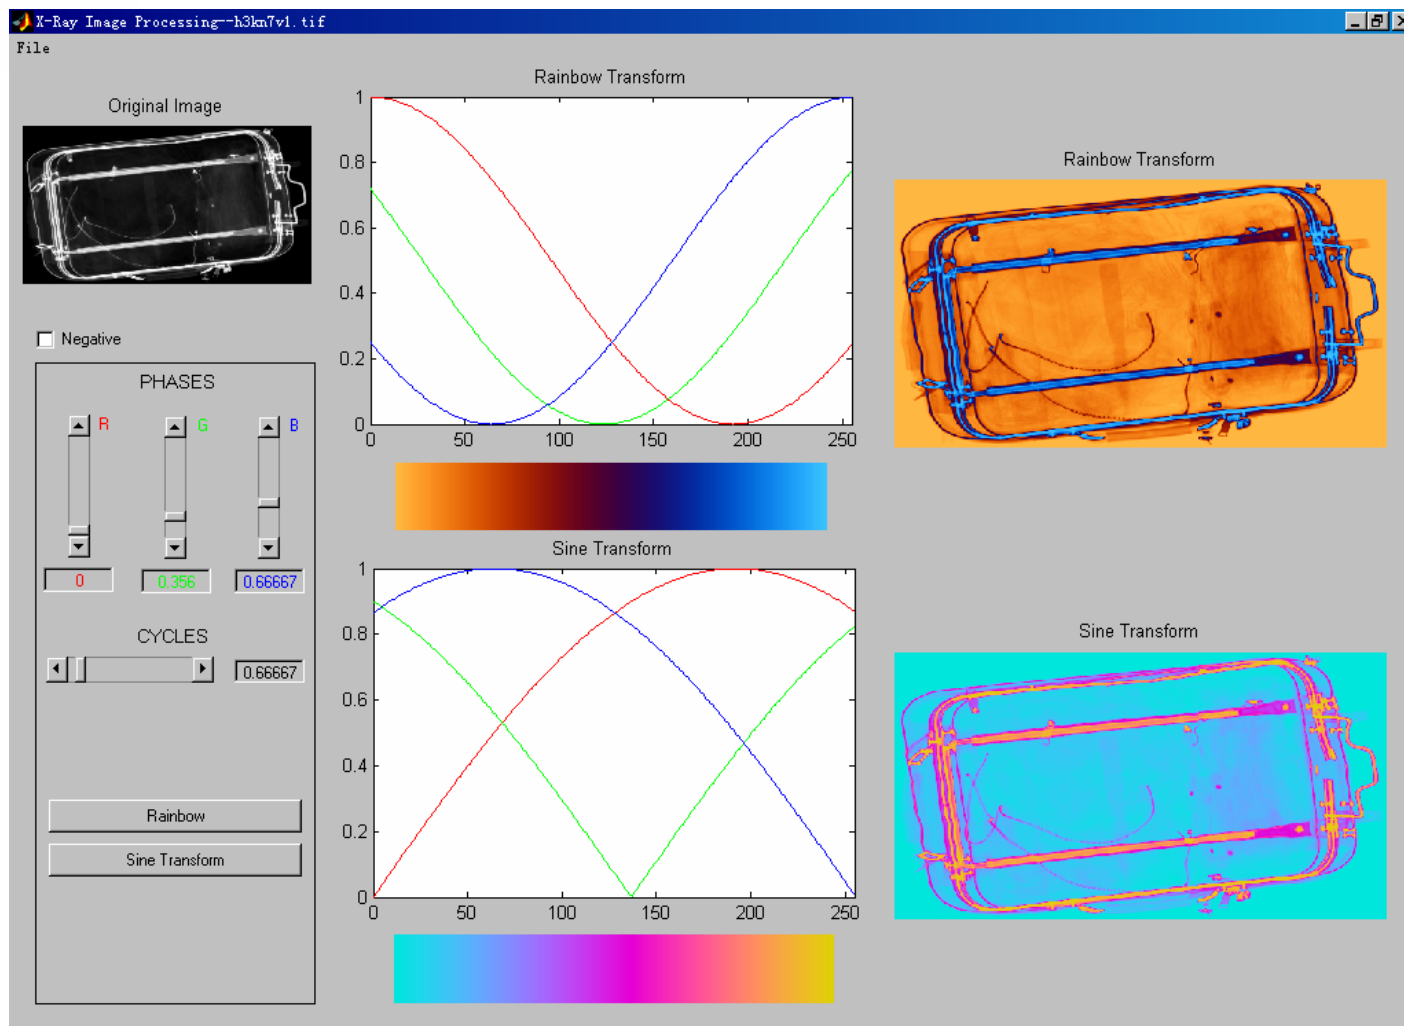 X-Ray Image Processing--h3kn7v1.tif
File
Original Image
Negative
PHASES
R
G
B
0
0.356
0.66667
CYCLES
0.66667
Rainbow
Sine Transform
Rainbow Transform
1
0.8
0.6
0.4
0.2
0
0 50 100 150 200 250
Sine Transform
1
0.8
0.6
0.4
0.2
0
0 50 100 150 200 250
Rainbow Transform
Sine Transform